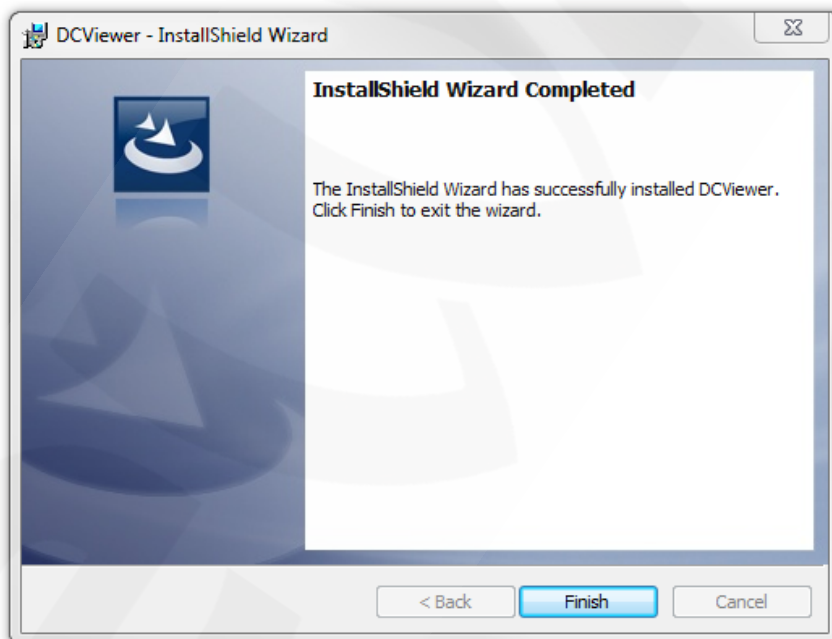 DCViewer - InstallShield Wizard
InstallShield Wizard Completed
The InstallShield Wizard has successfully installed DCViewer.
Click Finish to exit the wizard.
< Back Finish Cancel